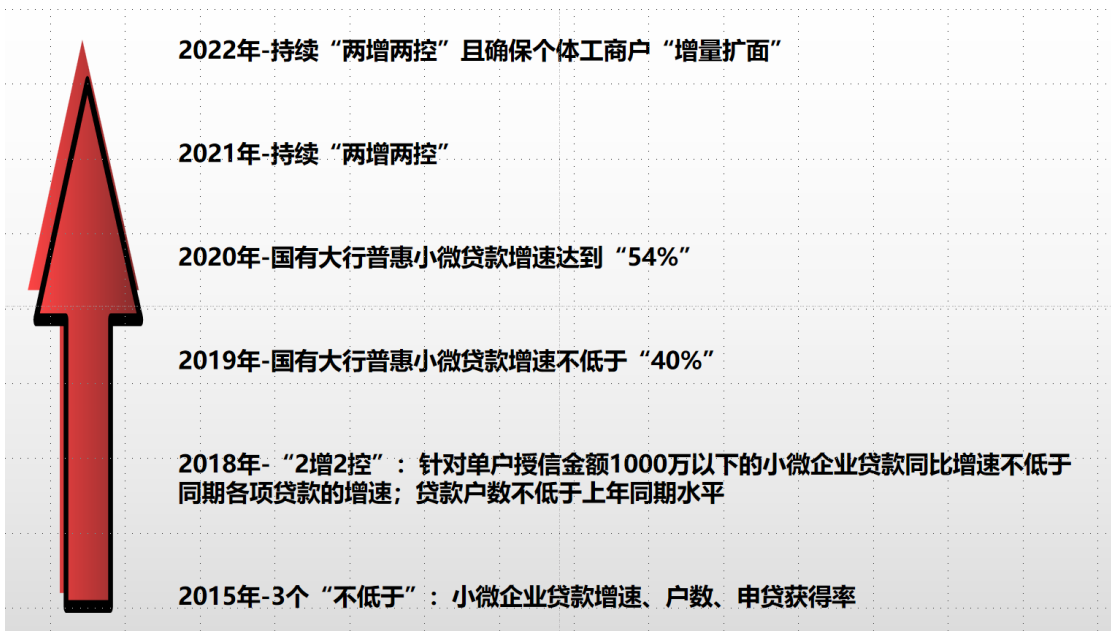 2022年-持续“两增两控”且确保个体工商户“增量扩面”
2021年-持续“两增两控”
2020年-国有大行普惠小微贷款增速达到“54%”
2019年-国有大行普惠小微贷款增速不低于“40%”
2018年-“2增2控”：针对单户授信金额1000万以下的小微企业贷款同比增速不低于
同期各项贷款的增速；贷款户数不低于上年同期水平
2015年-3个“不低于”：小微企业贷款增速、户数、申贷获得率